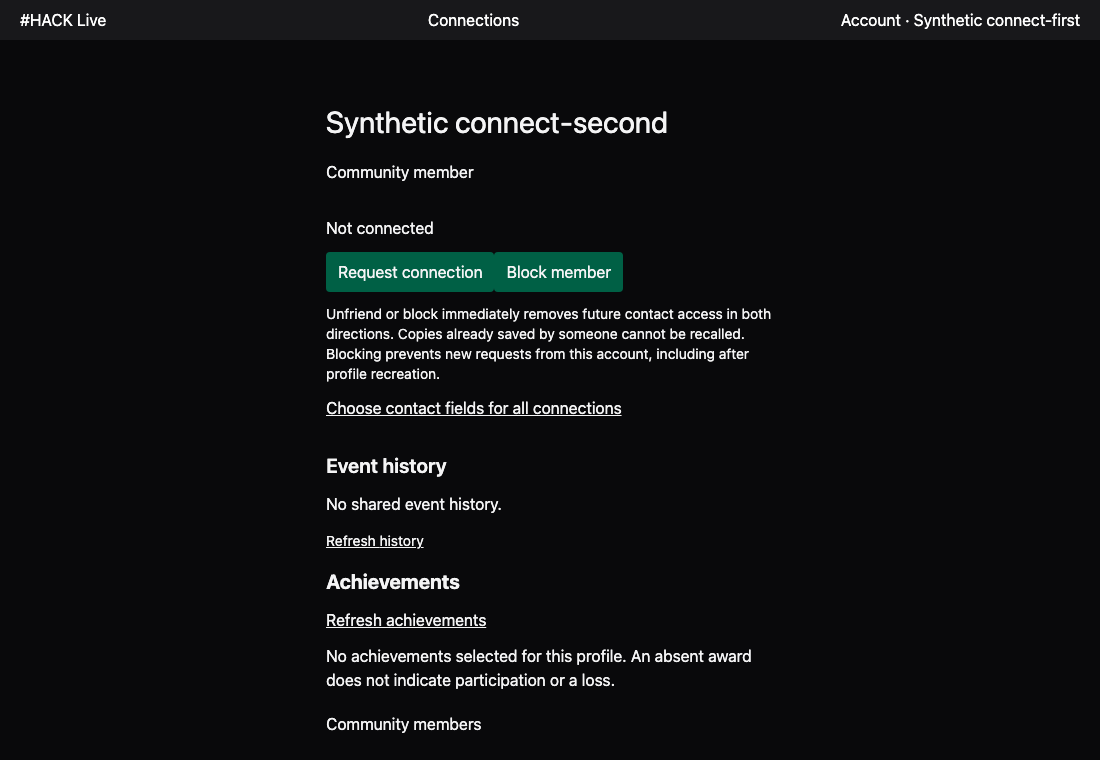 #HACK Live
Connections
Account · Synthetic connect-first
Synthetic connect-second
Community member
Not connected
Request connection
Block member
Unfriend or block immediately removes future contact access in both
directions. Copies already saved by someone cannot be recalled.
Blocking prevents new requests from this account, including after
profile recreation.
Choose contact fields for all connections
Event history
No shared event history.
Refresh history
Achievements
Refresh achievements
No achievements selected for this profile. An absent award
does not indicate participation or a loss.
Community members